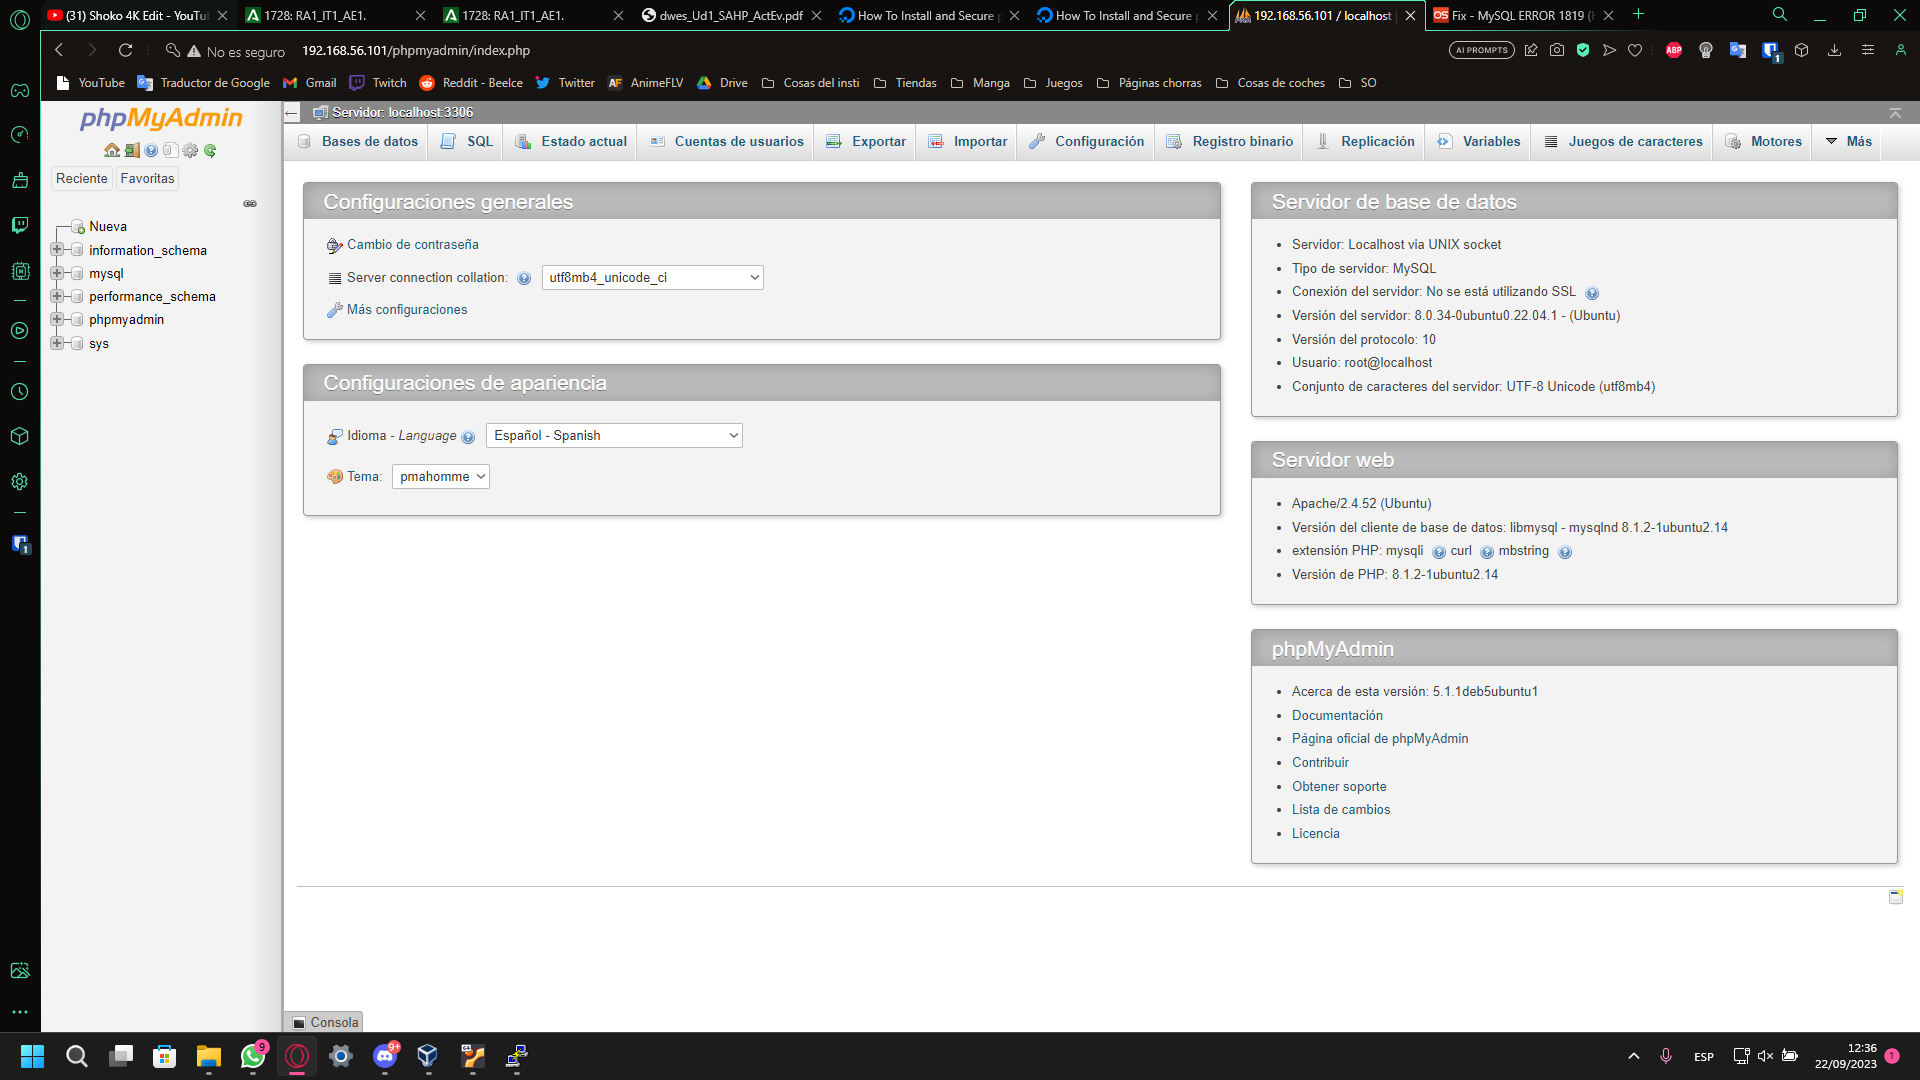 (31) Shoko 4K Edit - YouTu
1728: RA1_IT1_AE1.
1728: RA1_IT1_AE1.
dwes_Ud1_SAHP_ActEv.pdf
How To Install and Secure p
How To Install and Secure p
192.168.56.101 / localhost |
OS Fix - MySQL ERROR 1819 (H
No es seguro
192.168.56.101/phpmyadmin/index.php
AI PROMPTS
ABP
1
YouTube
Traductor de Google
Gmail
Twitch
Reddit - Beelce
Twitter
AF AnimeFLV
Drive
Cosas del insti
Tiendas
Manga
Juegos
Páginas chorras
Cosas de coches
SO
phpMyAdmin
Reciente
Favoritas
Nueva
information_schema
mysql
performance_schema
phpmyadmin
sys
Servidor: localhost:3306
Bases de datos
SQL
Estado actual
Cuentas de usuarios
Exportar
Importar
Configuración
Registro binario
Replicación
Variables
Juegos de caracteres
Motores
Más
Configuraciones generales
Cambio de contraseña
Server connection collation:
utf8mb4_unicode_ci
Más configuraciones
Configuraciones de apariencia
Idioma - Language
Español - Spanish
Tema:
pmahomme
Servidor de base de datos
Servidor: Localhost via UNIX socket
Tipo de servidor: MySQL
Conexión del servidor: No se está utilizando SSL
Versión del servidor: 8.0.34-0ubuntu0.22.04.1 - (Ubuntu)
Versión del protocolo: 10
Usuario: root@localhost
Conjunto de caracteres del servidor: UTF-8 Unicode (utf8mb4)
Servidor web
Apache/2.4.52 (Ubuntu)
Versión del cliente de base de datos: libmysql - mysqlnd 8.1.2-1ubuntu2.14
extensión PHP: mysqli curl mbstring
Versión de PHP: 8.1.2-1ubuntu2.14
phpMyAdmin
Acerca de esta versión: 5.1.1deb5ubuntu1
Documentación
Página oficial de phpMyAdmin
Contribuir
Obtener soporte
Lista de cambios
Licencia
1
Consola
9
9+
ESP
12:36
22/09/2023
1